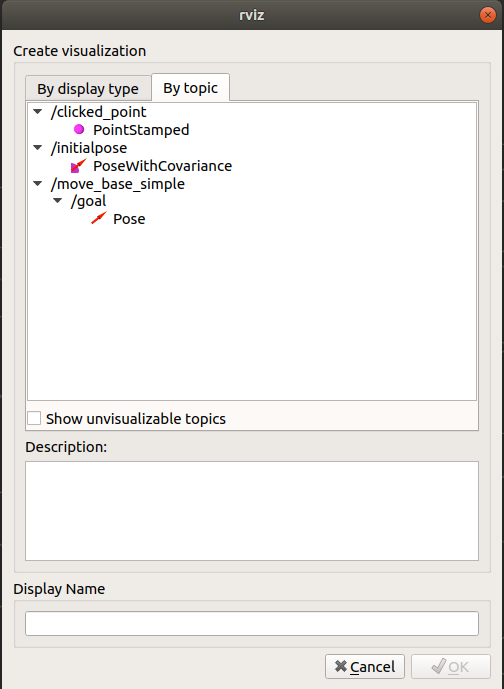 rviz
Create visualization
By display type
By topic
/clicked_point
PointStamped
/initialpose
PoseWithCovariance
/move_base_simple
/goal
Pose
Show unvisualizable topics
Description:
Display Name
Cancel
OK